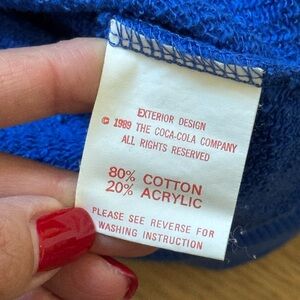 EXTERIOR DESIGN
© 1989 THE COCA-COLA COMPANY
ALL RIGHTS RESERVED
80% COTTON
20% ACRYLIC
PLEASE SEE REVERSE FOR
WASHING INSTRUCTION